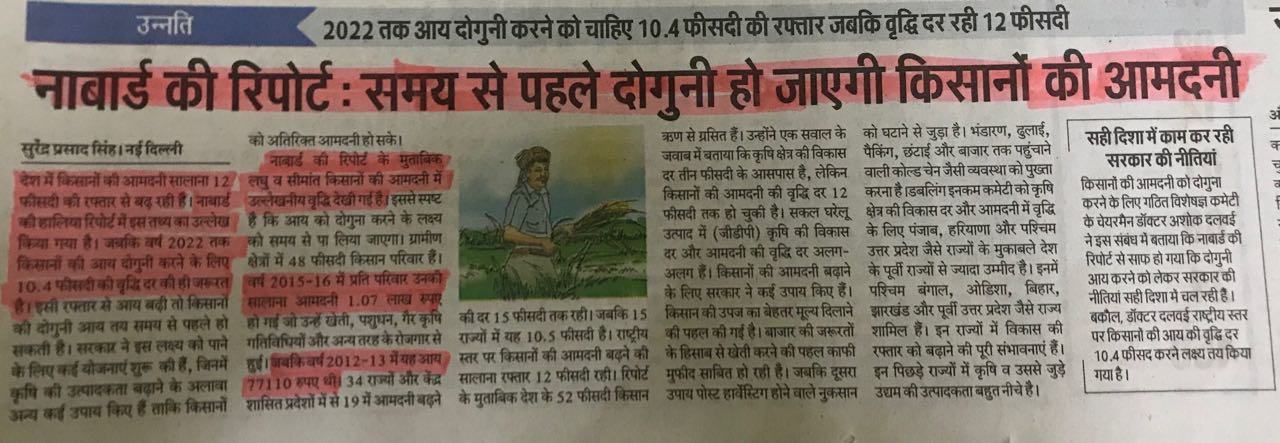 उन्नति
2022 तक आय दोगुनी करने को चाहिए 10.4 फीसदी की रफ्तार जबकि वृद्धि दर रही 12 फीसदी
नाबार्ड की रिपोर्ट : समय से पहले दोगुनी हो जाएगी किसानों की आमदनी
सुरेंद्र प्रसाद सिंह। नई दिल्ली
देश में किसानों की आमदनी सालाना 12
फीसदी की रफ्तार से बढ़ रही है। नाबार्ड
की हालिया रिपोर्ट में इस तथ्य का उल्लेख
किया गया है। जबकि वर्ष 2022 तक
किसानों की आय दोगुनी करने के लिए
10.4 फीसदी की वृद्धि दर की ही जरूरत
है। इसी रफ्तार से आय बढ़ी तो किसानों
की दोगुनी आय तय समय से पहले हो
सकती है। सरकार ने इस लक्ष्य को पाने
के लिए कई योजनाएं शुरू की हैं, जिनमें
कृषि की उत्पादकता बढ़ाने के अलावा
अन्य कई उपाय किए हैं ताकि किसानों
को अतिरिक्त आमदनी हो सके।
नाबार्ड की रिपोर्ट के मुताबिक
लघु व सीमांत किसानों की आमदनी में
उल्लेखनीय वृद्धि देखी गई है। इससे स्पष्ट
है कि आय को दोगुना करने के लक्ष्य
को समय से पा लिया जाएगा। ग्रामीण
क्षेत्रों में 48 फीसदी किसान परिवार हैं।
वर्ष 2015-16 में प्रति परिवार उनकी
सालाना आमदनी 1.07 लाख रुपए
हो गई जो उन्हें खेती, पशुधन, गैर कृषि
गतिविधियों और अन्य तरह के रोजगार से
हुई। जबकि वर्ष 2012-13 में यह आय
77110 रुपए थी। 34 राज्यों और केंद्र
शासित प्रदेशों में से 19 में आमदनी बढ़ने
की दर 15 फीसदी तक रही। जबकि 15
राज्यों में यह 10.5 फीसदी है। राष्ट्रीय
स्तर पर किसानों की आमदनी बढ़ने की
सालाना रफ्तार 12 फीसदी रही। रिपोर्ट
के मुताबिक देश के 52 फीसदी किसान
ऋण से ग्रसित हैं। उन्होंने एक सवाल के
जवाब में बताया कि कृषि क्षेत्र की विकास
दर तीन फीसदी के आसपास है, लेकिन
किसानों की आमदनी की वृद्धि दर 12
फीसदी तक हो चुकी है। सकल घरेलू
उत्पाद में (जीडीपी) कृषि की विकास
दर और आमदनी की वृद्धि दर अलग-
अलग हैं। किसानों की आमदनी बढ़ाने
के लिए सरकार ने कई उपाय किए हैं।
किसान की उपज का बेहतर मूल्य दिलाने
की पहल की गई है। बाजार की जरूरतों
के हिसाब से खेती करने की पहल काफी
मुफीद साबित हो रही है। जबकि दूसरा
उपाय पोस्ट हार्वेस्टिंग होने वाले नुकसान
को घटाने से जुड़ा है। भंडारण, ढुलाई,
पैकिंग, छंटाई और बाजार तक पहुंचाने
वाली कोल्ड चेन जैसी व्यवस्था को पुख्ता
करना है। डबलिंग इनकम कमेटी को कृषि
क्षेत्र की विकास दर और आमदनी में वृद्धि
के लिए पंजाब, हरियाणा और पश्चिम
उत्तर प्रदेश जैसे राज्यों के मुकाबले देश
के पूर्वी राज्यों से ज्यादा उम्मीद है। इनमें
पश्चिम बंगाल, ओडिशा, बिहार,
झारखंड और पूर्वी उत्तर प्रदेश जैसे राज्य
शामिल हैं। इन राज्यों में विकास की
रफ्तार को बढ़ाने की पूरी संभावनाएं हैं।
इन पिछड़े राज्यों में कृषि व उससे जुड़े
उद्यम की उत्पादकता बहुत नीचे है।
सही दिशा में काम कर रही
सरकार की नीतियां
किसानों की आमदनी को दोगुना
करने के लिए गठित विशेषज्ञ कमेटी
के चेयरमैन डॉक्टर अशोक दलवई
ने इस संबंध में बताया कि नाबार्ड की
रिपोर्ट से साफ हो गया कि दोगुनी
आय करने को लेकर सरकार की
नीतियां सही दिशा में चल रही है।
बकौल, डॉक्टर दलवई राष्ट्रीय स्तर
पर किसानों की आय की वृद्धि दर
10.4 फीसद करने लक्ष्य तय किया
गया है।